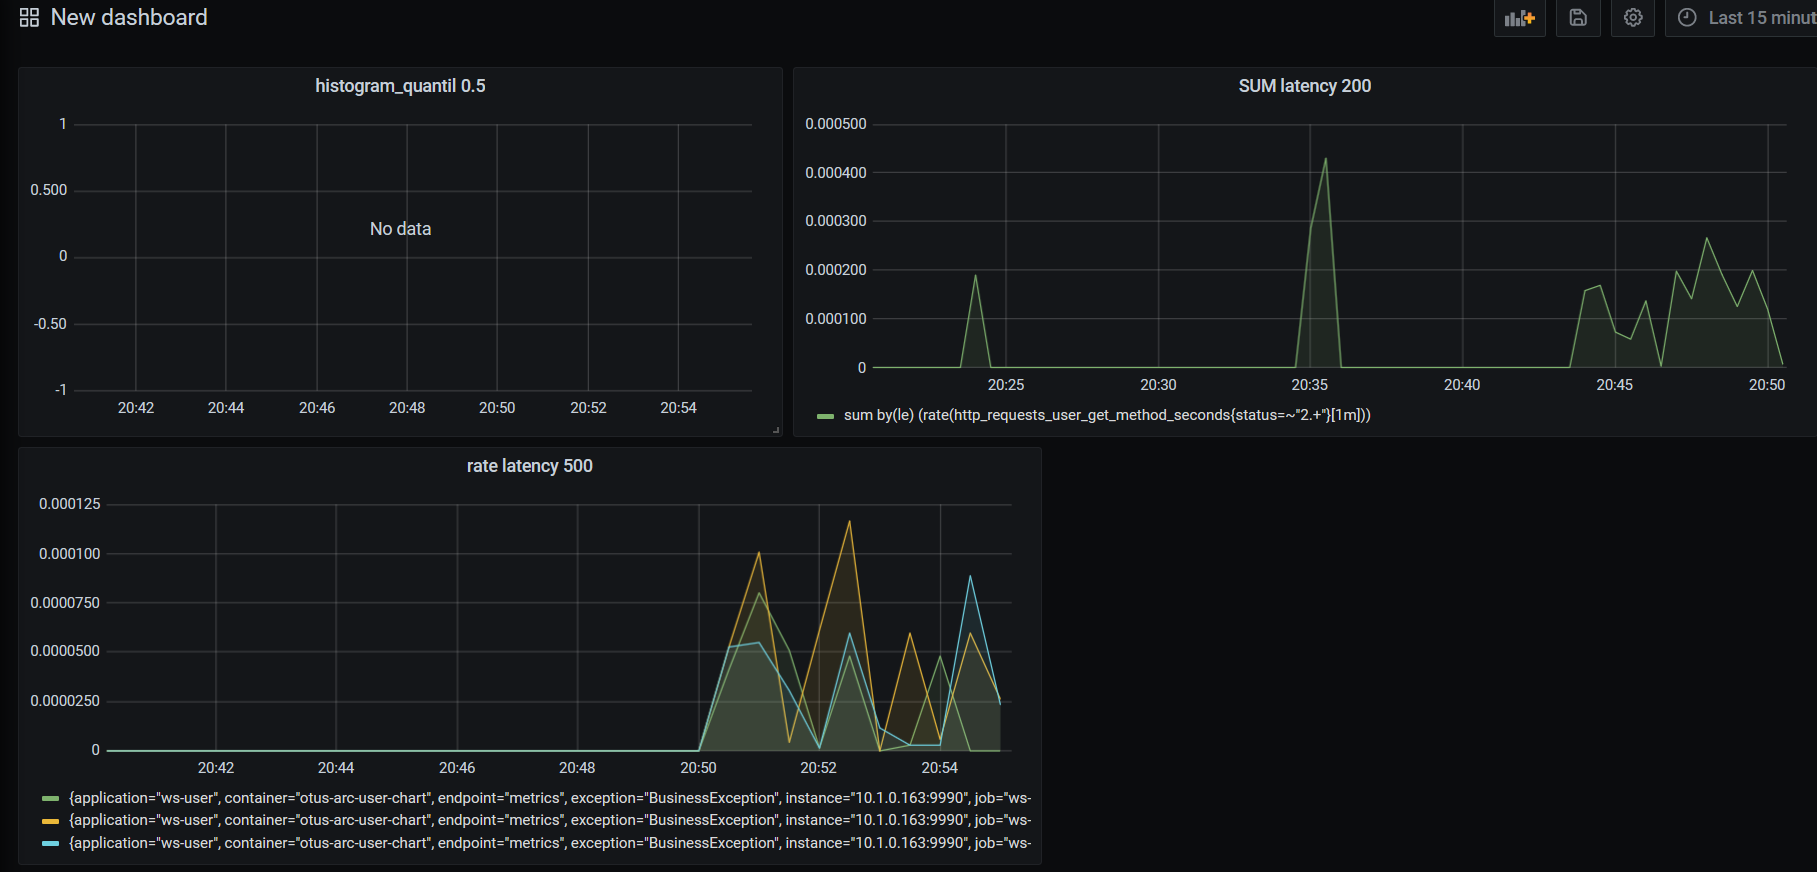 New dashboard
Last 15 minut
histogram_quantil 0.5
1
0.500
0
-0.50
-1
No data
20:42 20:44 20:46 20:48 20:50 20:52 20:54
SUM latency 200
0.000500
0.000400
0.000300
0.000200
0.000100
0
20:25 20:30 20:35 20:40 20:45 20:50
sum by(le) (rate(http_requests_user_get_method_seconds{status=~"2.+"}[1m]))
rate latency 500
0.000125
0.000100
0.0000750
0.0000500
0.0000250
0
20:42 20:44 20:46 20:48 20:50 20:52 20:54
{application="ws-user", container="otus-arc-user-chart", endpoint="metrics", exception="BusinessException", instance="10.1.0.163:9990", job="ws-
{application="ws-user", container="otus-arc-user-chart", endpoint="metrics", exception="BusinessException", instance="10.1.0.163:9990", job="ws-
{application="ws-user", container="otus-arc-user-chart", endpoint="metrics", exception="BusinessException", instance="10.1.0.163:9990", job="ws-